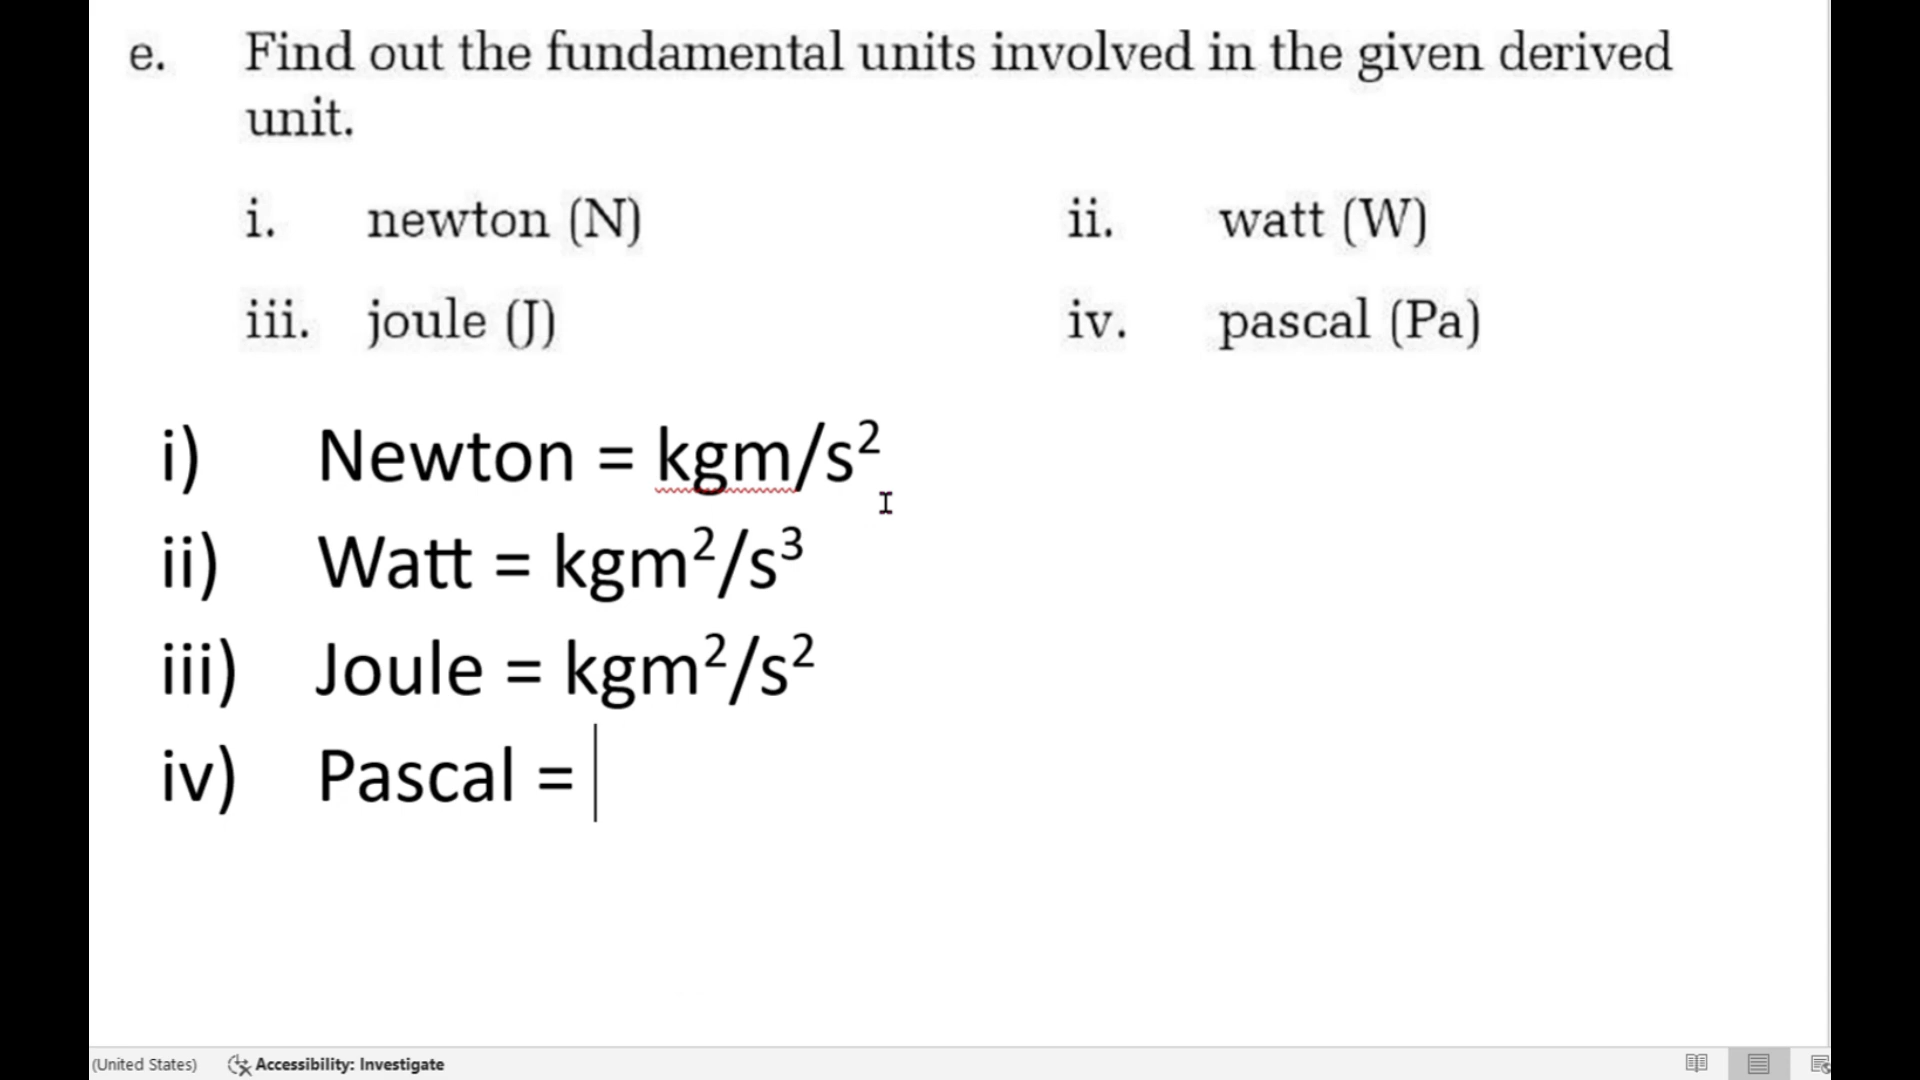 e. Find out the fundamental units involved in the given derived
unit.
i. newton (N) ii. watt (W)
iii. joule (J) iv. pascal (Pa)
i) Newton = kgm/s²
ii) Watt = kgm²/s³
iii) Joule = kgm²/s²
iv) Pascal =
(United States) Accessibility: Investigate